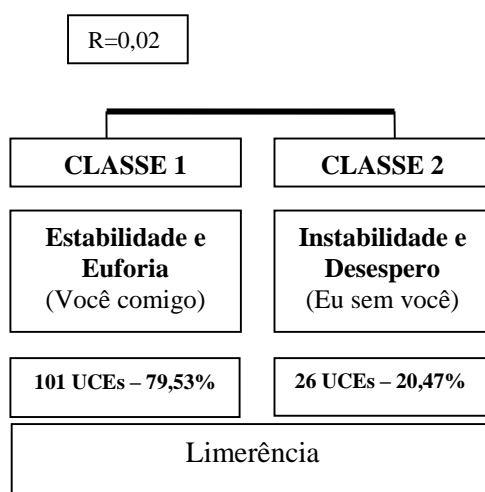 R=0,02
CLASSE 1
CLASSE 2
Estabilidade e
Euforia
(Você comigo)
Instabilidade e
Desespero
(Eu sem você)
101 UCEs – 79,53%
26 UCEs – 20,47%
Limerência